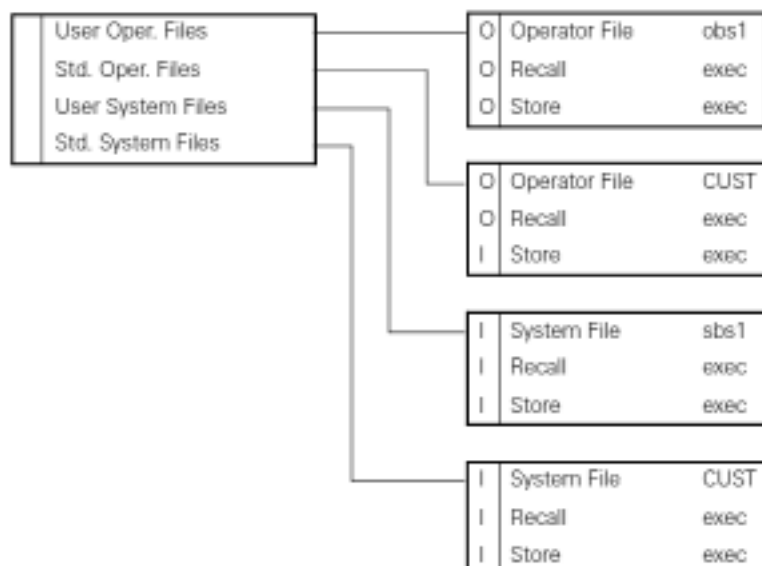 User Oper. Files
Std. Oper. Files
User System Files
Std. System Files
O Operator File obs1
O Recall exec
O Store exec
O Operator File CUST
O Recall exec
I Store exec
I System File sbs1
I Recall exec
I Store exec
I System File CUST
I Recall exec
I Store exec